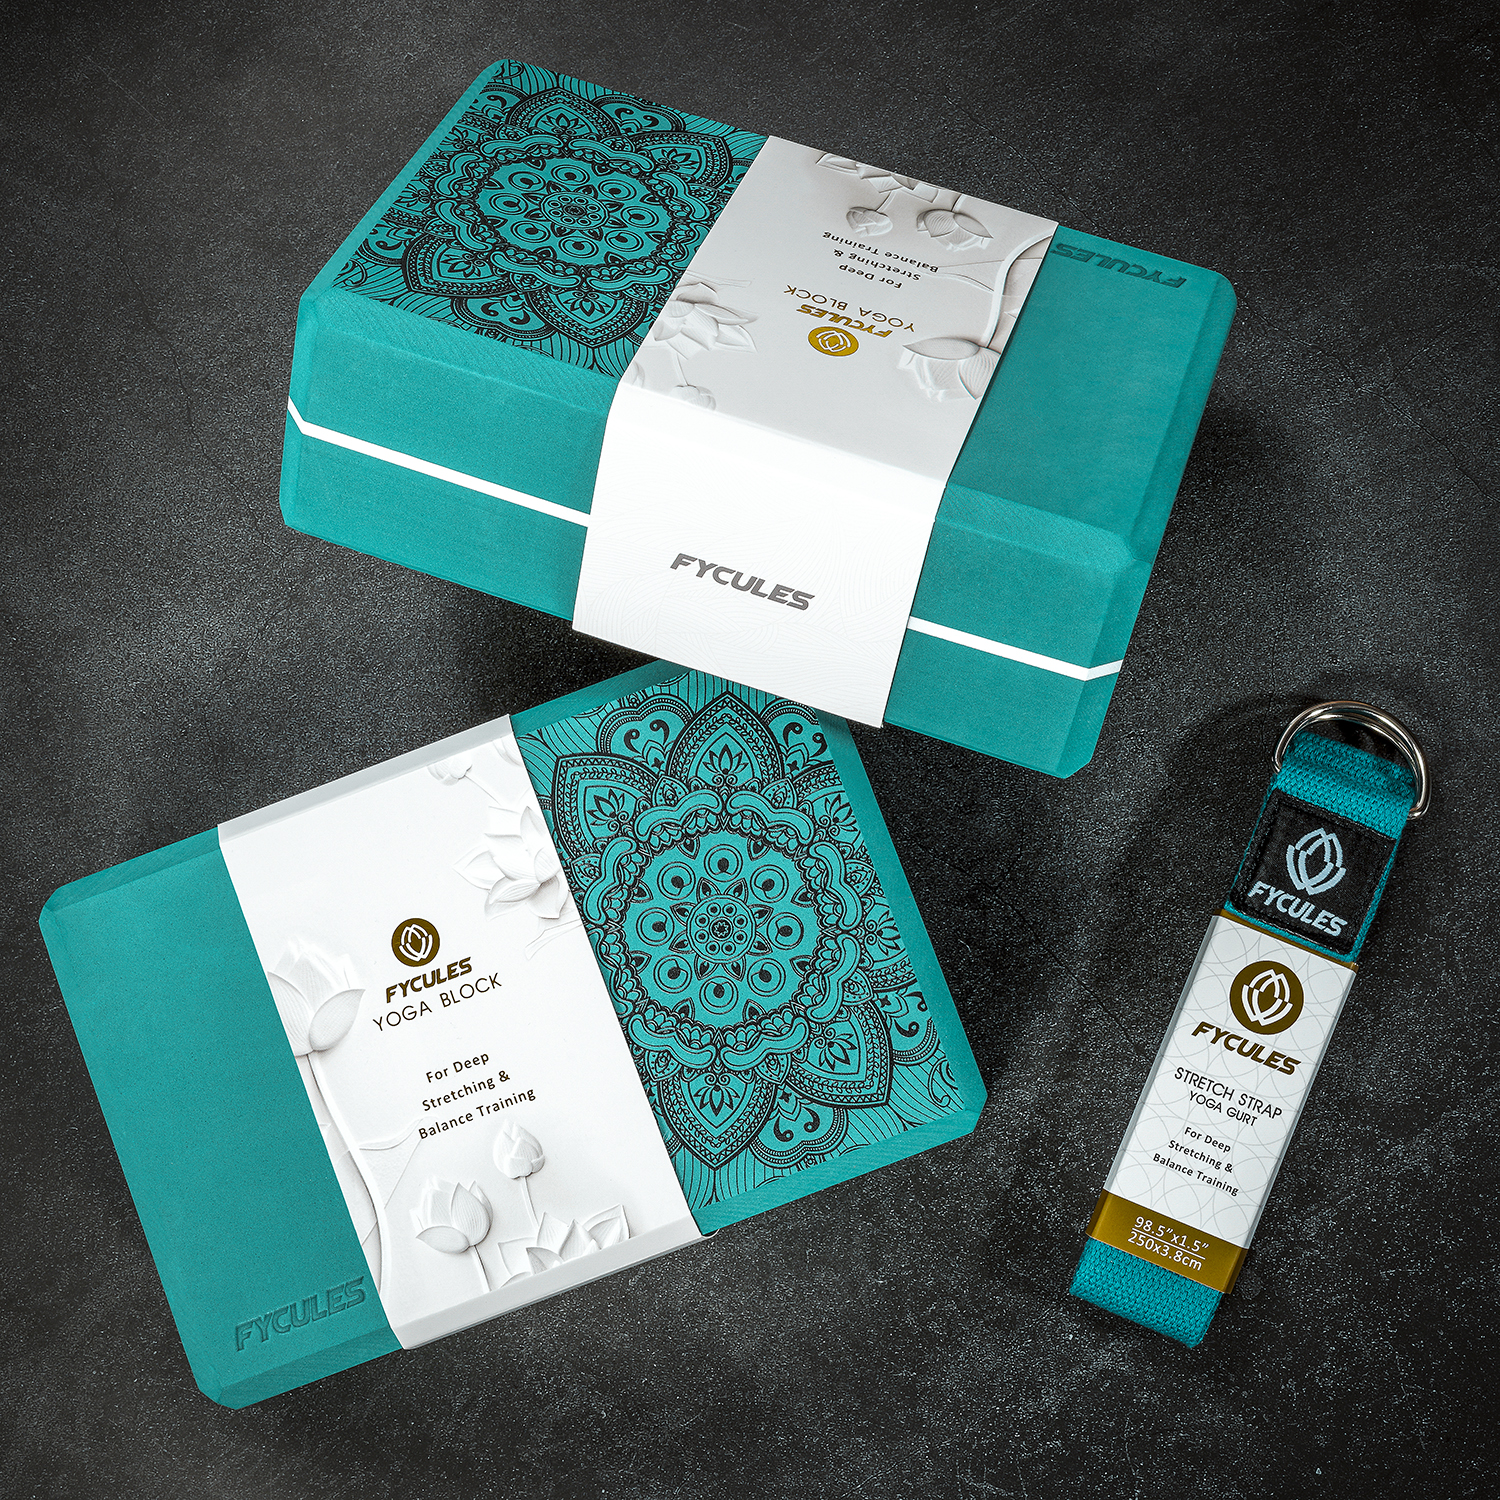 FYCULES
For Deep
Stretching &
Balance Training
FYCULES
YOGA BLOCK
FYCULES
FYCULES
YOGA BLOCK
For Deep
Stretching &
Balance Training
FYCULES
FYCULES
FYCULES
STRETCH STRAP
YOGA GURT
For Deep
Stretching &
Balance Training
98.5"x1.5"
250x3.8cm